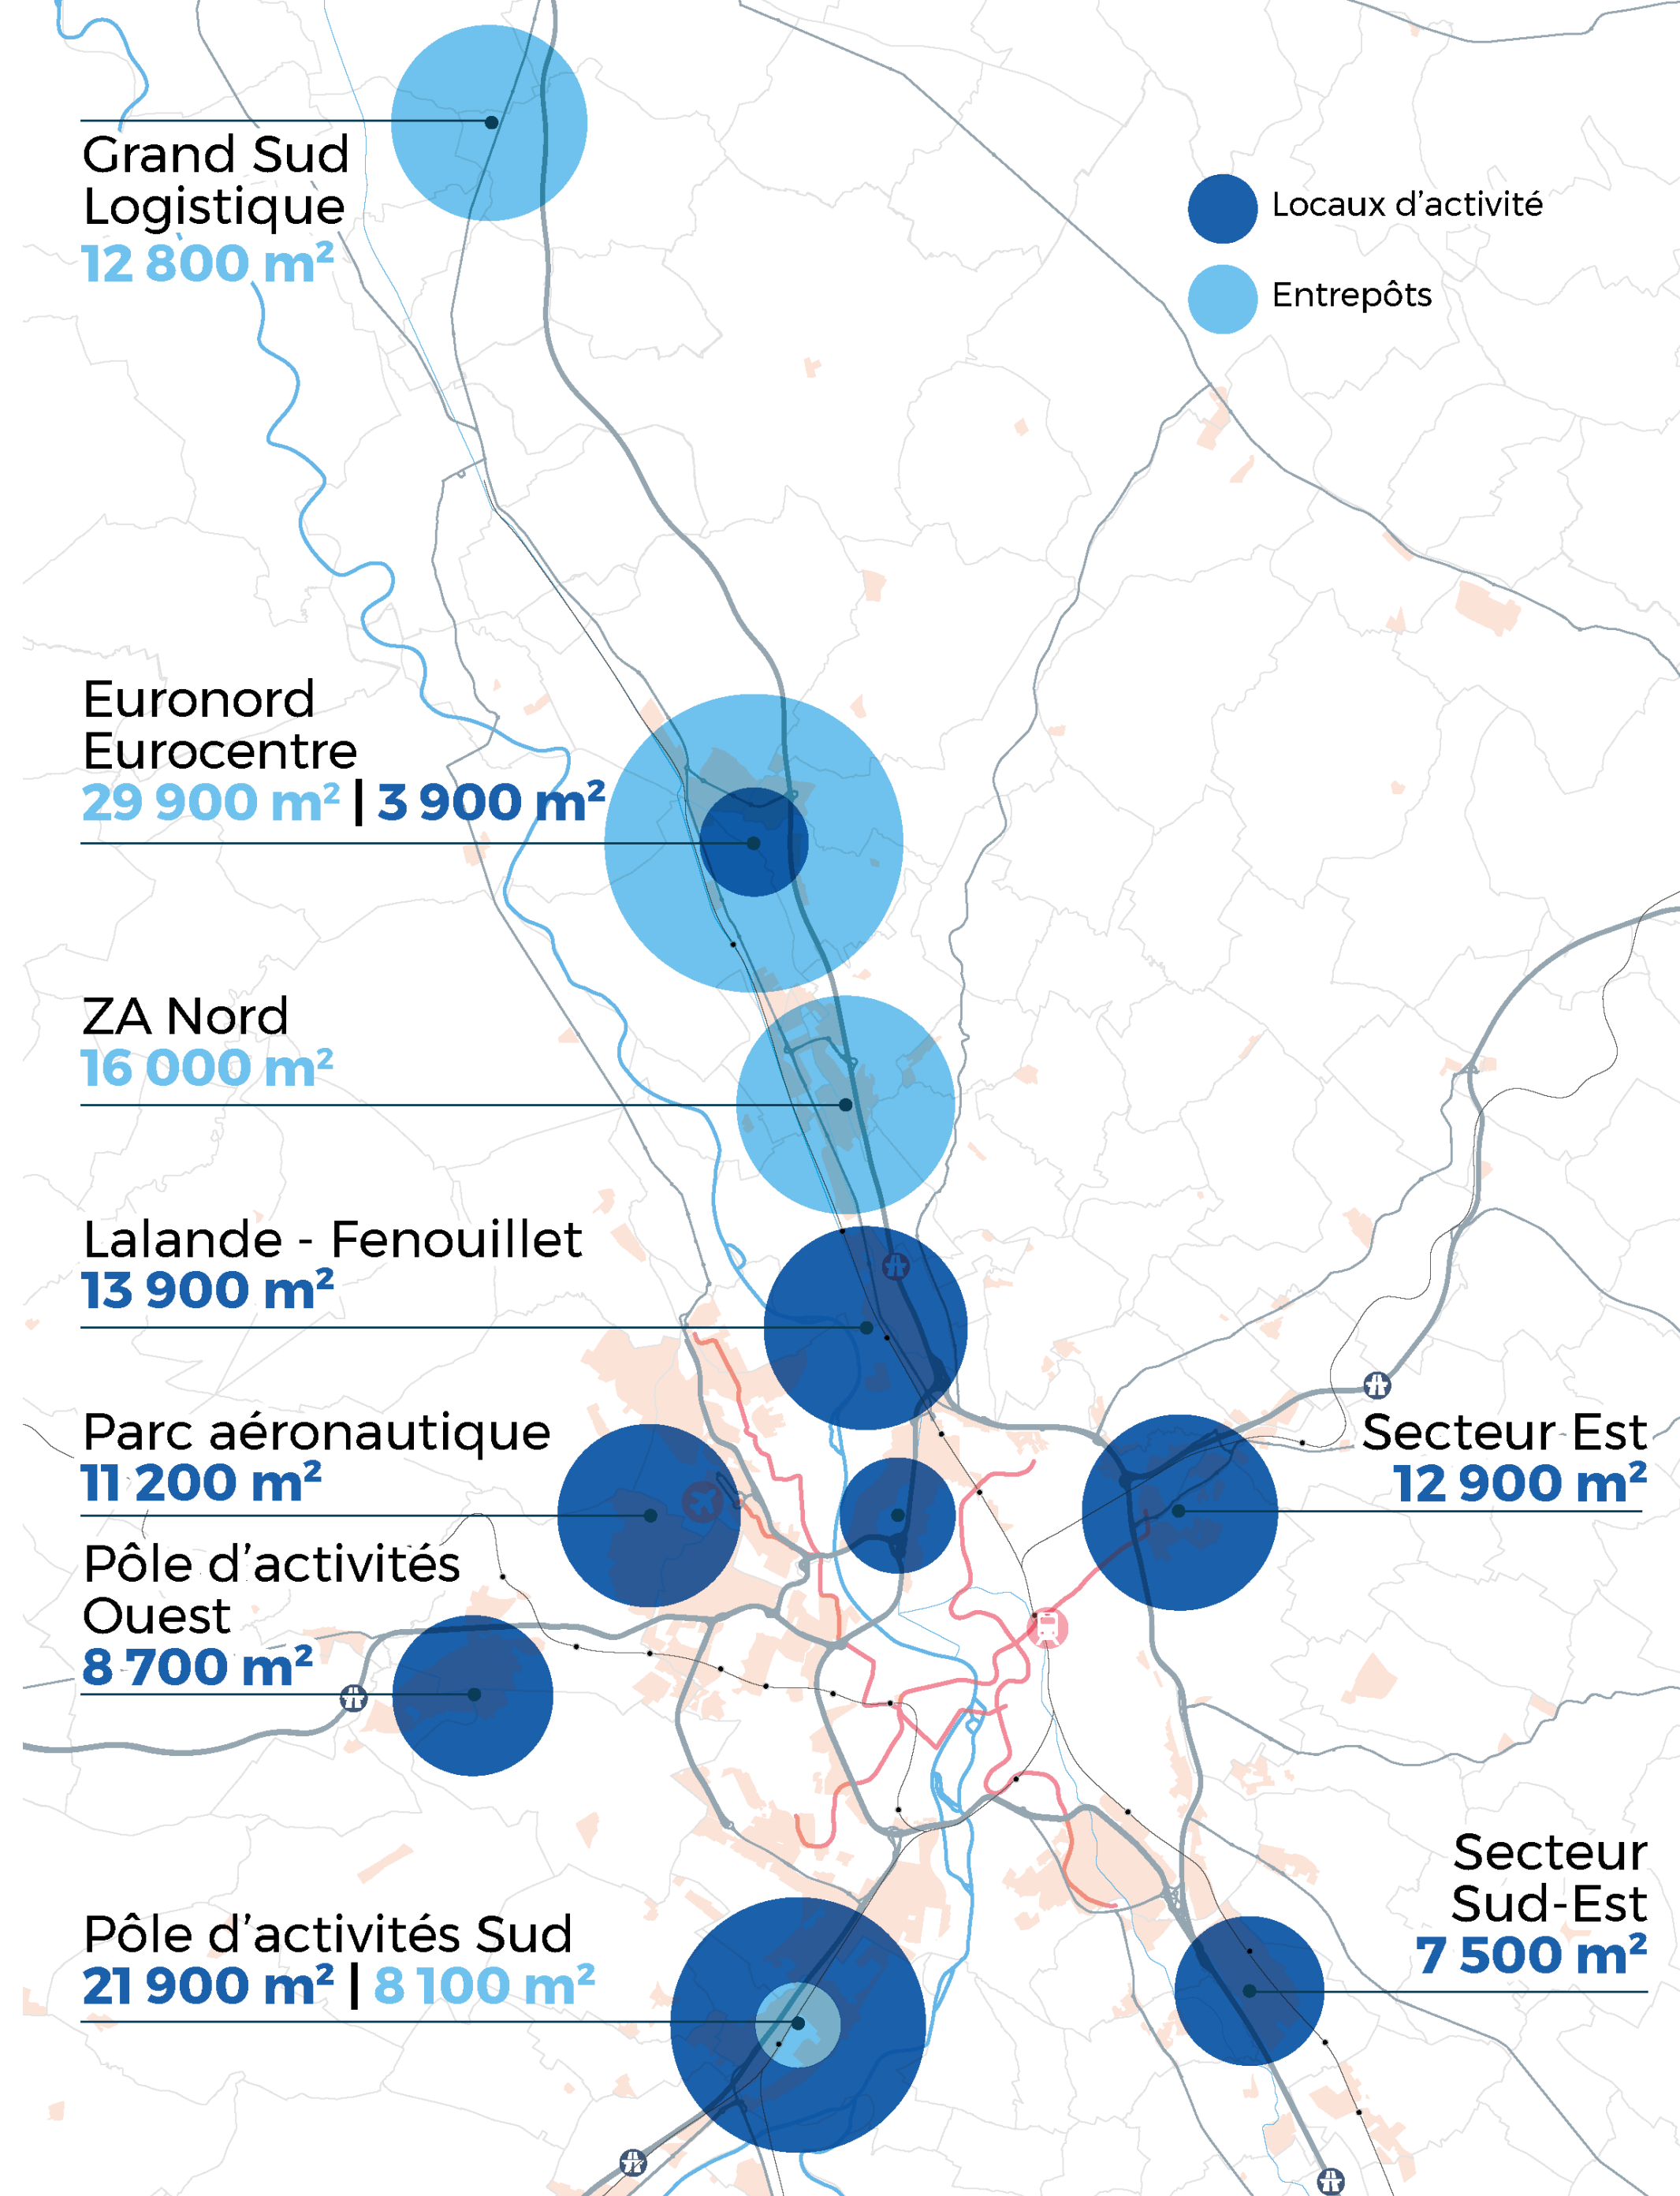 Grand Sud
Logistique
12 800 m²
Locaux d'activité
Entrepôts
Euronord
Eurocentre
29 900 m² | 3 900 m²
ZA Nord
16 000 m²
Lalande - Fenouillet
13 900 m²
Parc aéronautique
11 200 m²
Secteur Est
12 900 m²
Pôle d'activités
Ouest
8 700 m²
Secteur
Sud-Est
7 500 m²
Pôle d'activités Sud
21 900 m² | 8 100 m²